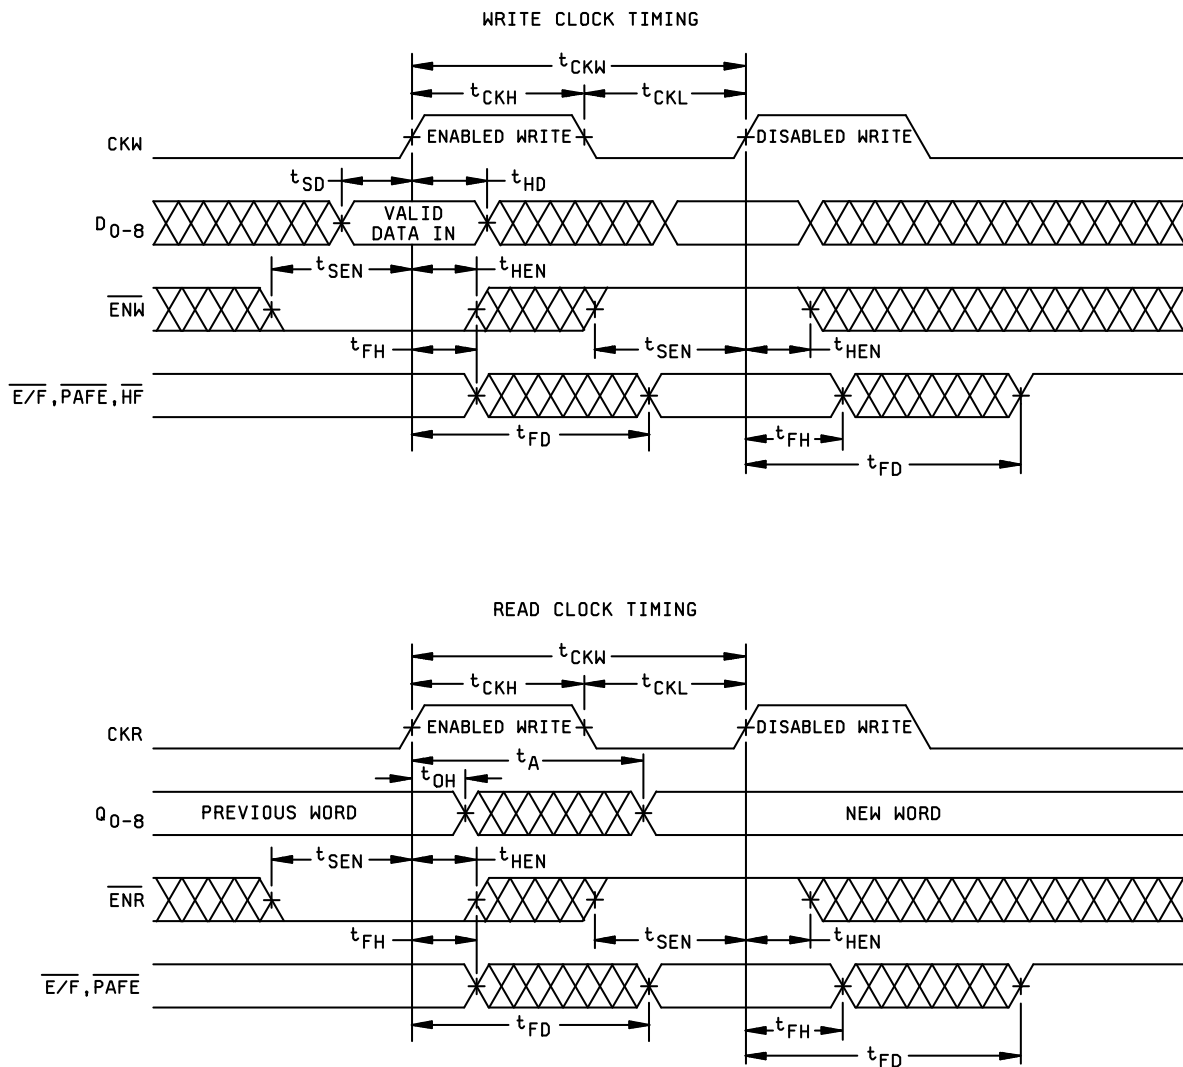 WRITE CLOCK TIMING
tCKW
tCKH tCKL
CKW ENABLED WRITE DISABLED WRITE
tSD tHD
D0-8 VALID DATA IN
tSEN tHEN
ENW
tFH tSEN tHEN
E/F,PAFE,HF
tFD tFH
tFD
READ CLOCK TIMING
tCKW
tCKH tCKL
CKR ENABLED WRITE DISABLED WRITE
tA
tOH
Q0-8 PREVIOUS WORD NEW WORD
tSEN tHEN
ENR
tFH tSEN tHEN
E/F,PAFE
tFD tFH
tFD